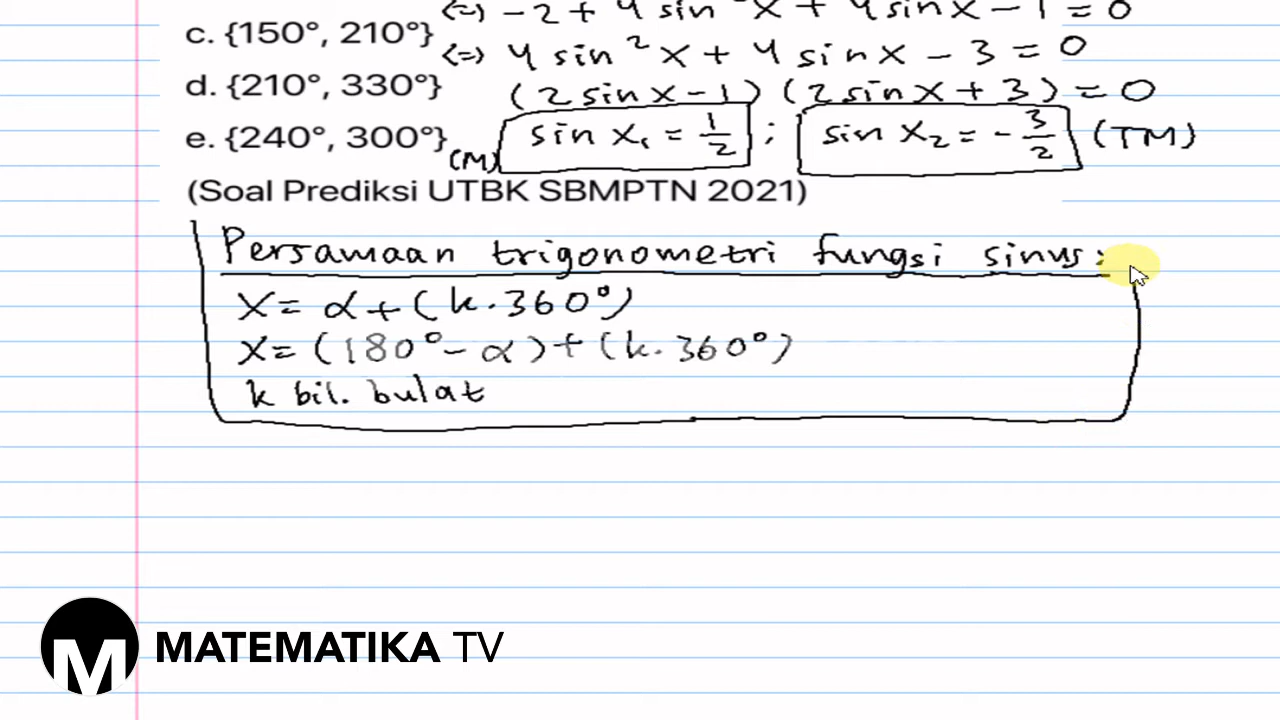 (=) -2 + 4 sin²x + 4 sin x - 1 = 0
c. {150°, 210°}
(=) 4 sin² x + 4 sin x - 3 = 0
d. {210°, 330°}
(2 sin x - 1) (2 sin x + 3) = 0
e. {240°, 300°}
(M) sin x₁ = 1/2 ; sin x₂ = - 3/2 (TM)
(Soal Prediksi UTBK SBMPTN 2021)
Persamaan trigonometri fungsi sinus:
x = α + (k.360°)
x = (180° - α) + (k.360°)
k bil. bulat
M MATEMATIKA TV